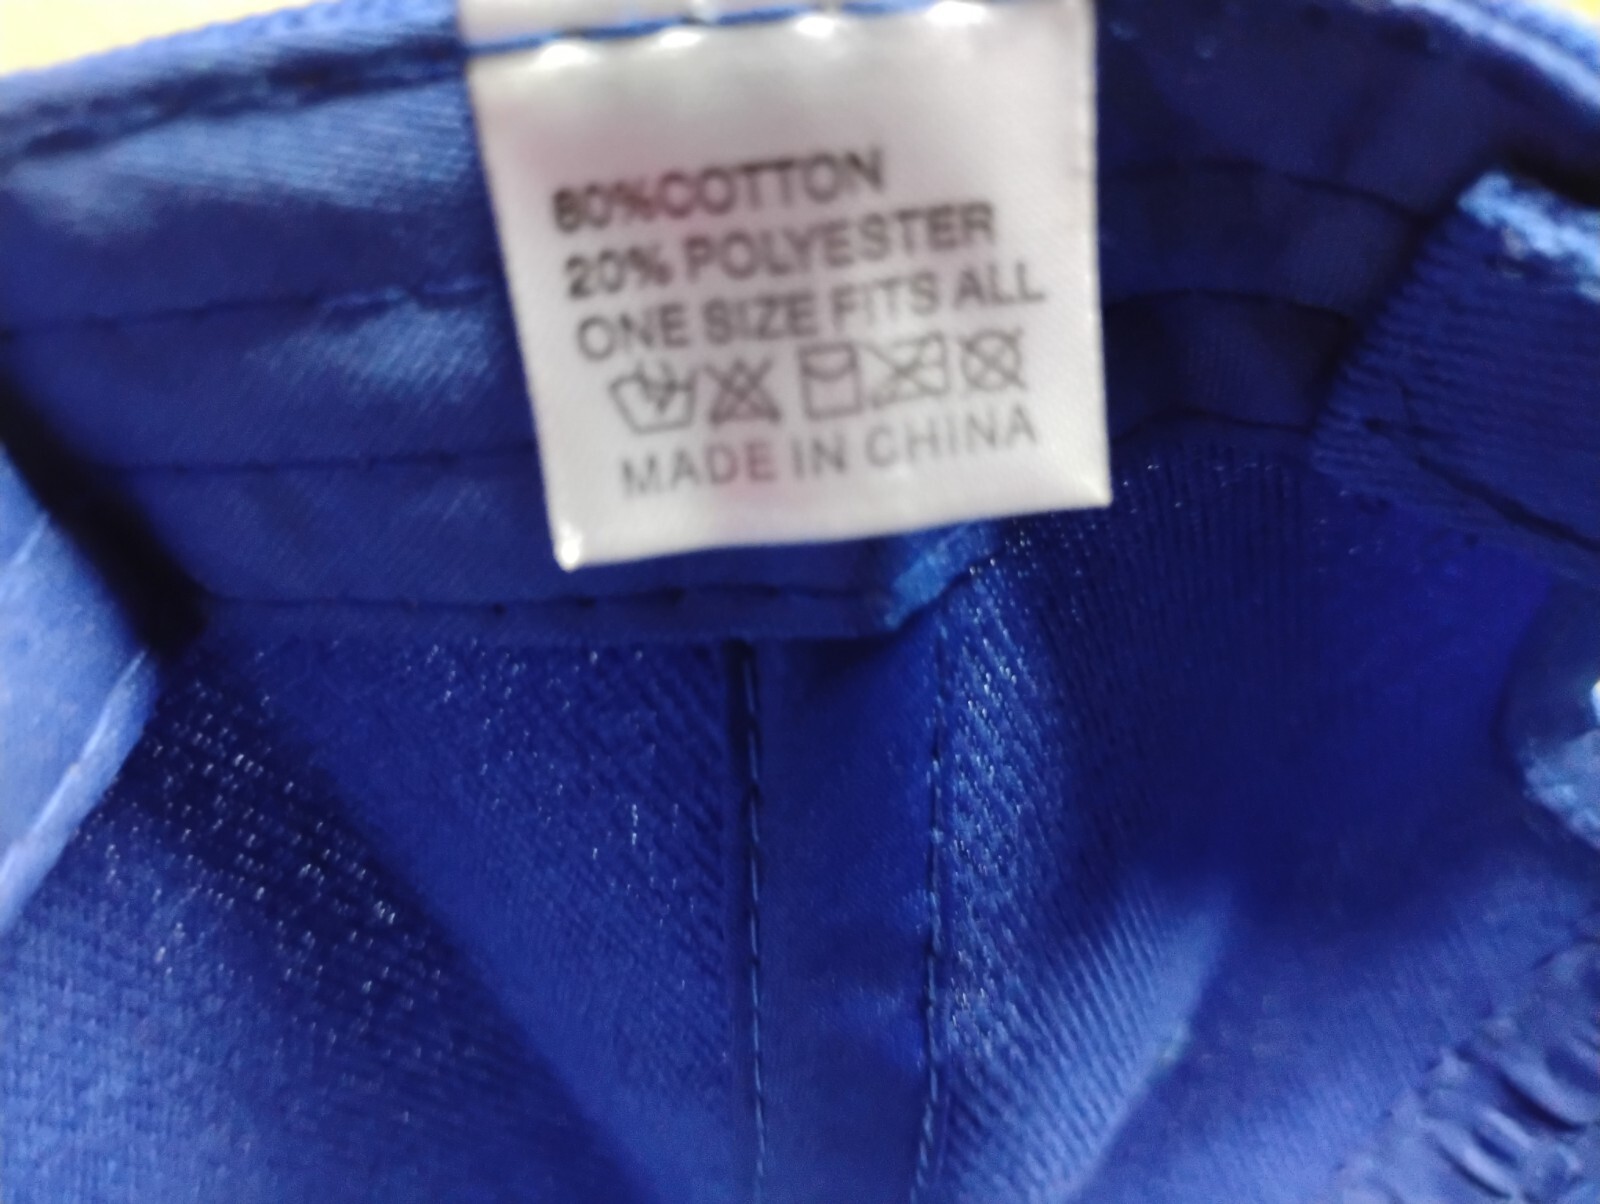 80%COTTON
20% POLYESTER
ONE SIZE FITS ALL
MADE IN CHINA